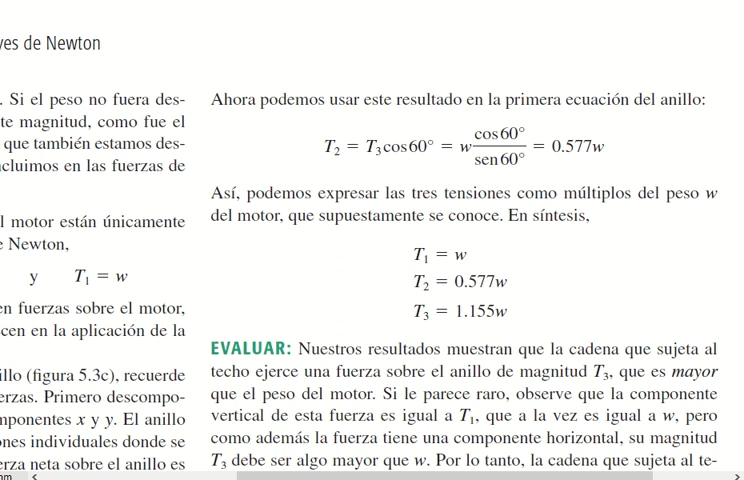 yes de Newton
. Si el peso no fuera des-
te magnitud, como fue el
que también estamos des-
cluimos en las fuerzas de
l motor están únicamente
e Newton,
y T₁ = w
en fuerzas sobre el motor,
cen en la aplicación de la
illo (figura 5.3c), recuerde
erzas. Primero descompo-
mponentes x y y. El anillo
ones individuales donde se
erza neta sobre el anillo es
Ahora podemos usar este resultado en la primera ecuación del anillo:
T₂ = T₃cos60° = w cos60°/sen60° = 0.577w
Así, podemos expresar las tres tensiones como múltiplos del peso w
del motor, que supuestamente se conoce. En síntesis,
T₁ = w
T₂ = 0.577w
T₃ = 1.155w
EVALUAR: Nuestros resultados muestran que la cadena que sujeta al
techo ejerce una fuerza sobre el anillo de magnitud T₃, que es mayor
que el peso del motor. Si le parece raro, observe que la componente
vertical de esta fuerza es igual a T₁, que a la vez es igual a w, pero
como además la fuerza tiene una componente horizontal, su magnitud
T₃ debe ser algo mayor que w. Por lo tanto, la cadena que sujeta al te-